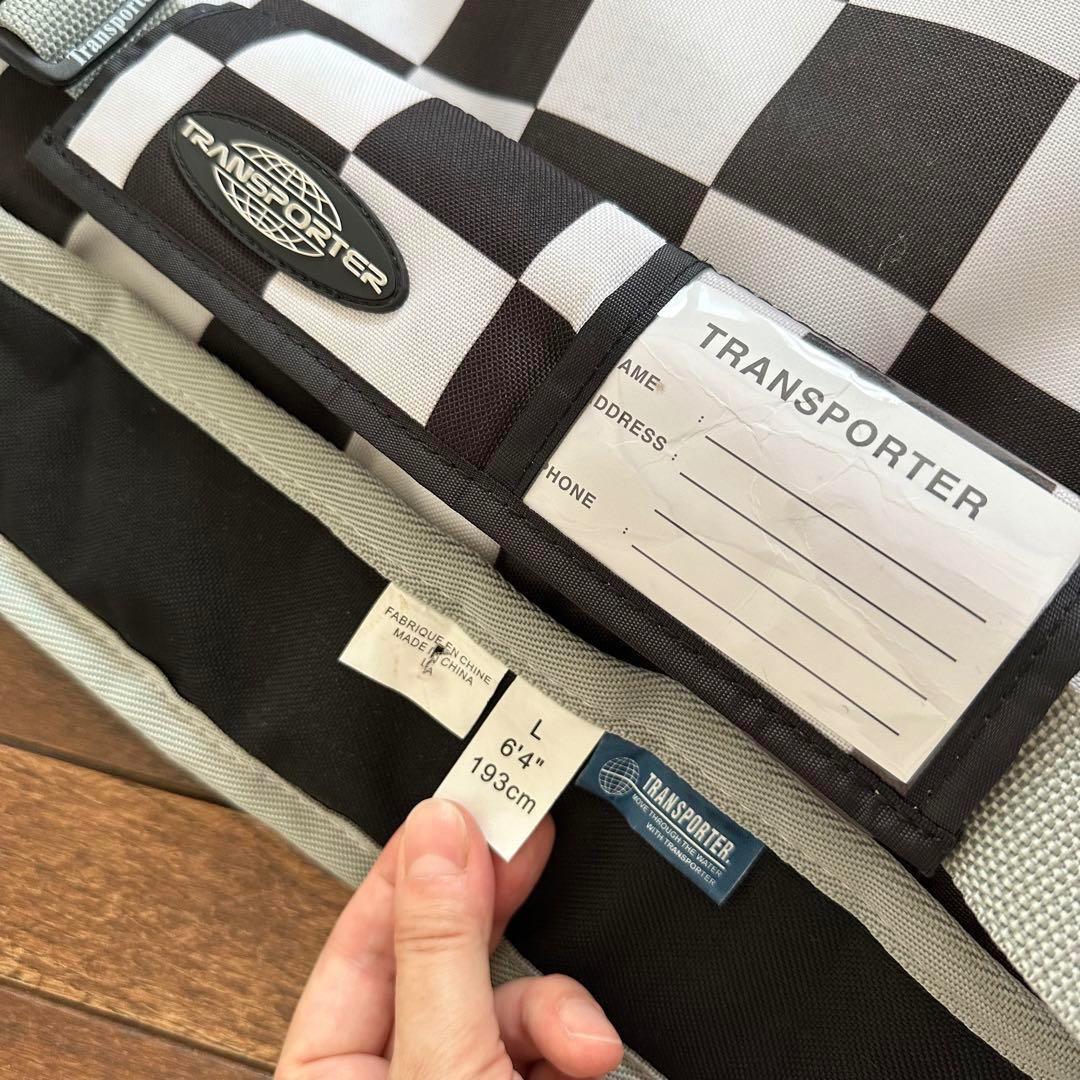 Transporter
TRANSPORTER
TRANSPORTER
AME :
DDRESS :
PHONE :
FABRIQUE EN CHINE
MADE IN CHINA
L
6'4"
193cm
TRANSPORTER.
MOVE THROUGH THE WATER
WITH TRANSPORTER